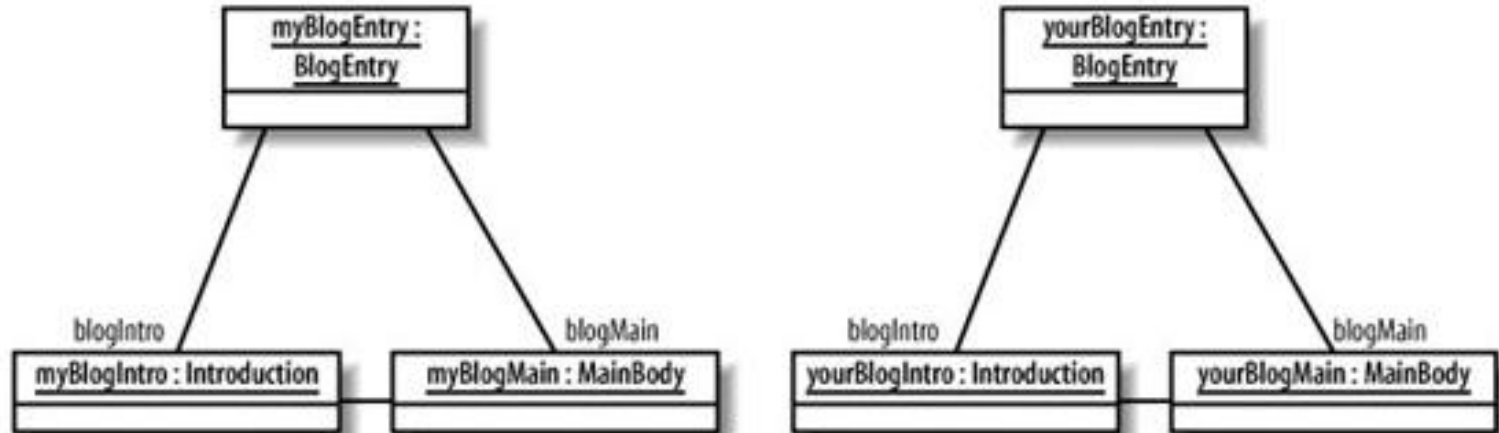 myBlogEntry :
BlogEntry
blogIntro
blogMain
myBlogIntro : Introduction
myBlogMain : MainBody
yourBlogEntry :
BlogEntry
blogIntro
blogMain
yourBlogIntro : Introduction
yourBlogMain : MainBody